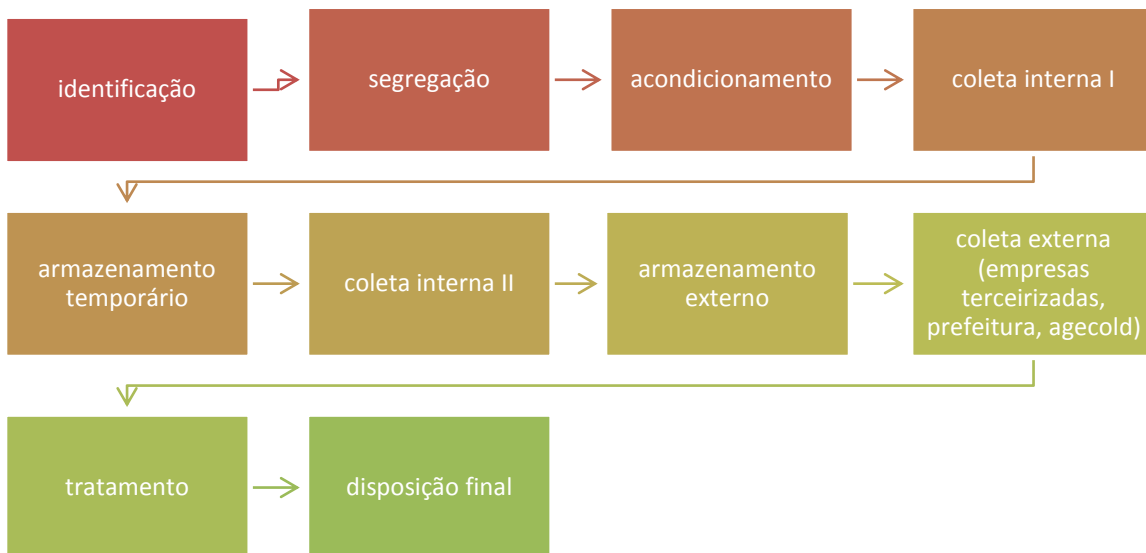 identificação
segregação
acondicionamento
coleta interna I
armazenamento
temporário
coleta interna II
armazenamento
externo
coleta externa
(empresas
terceirizadas,
prefeitura, agecold)
tratamento
disposição final